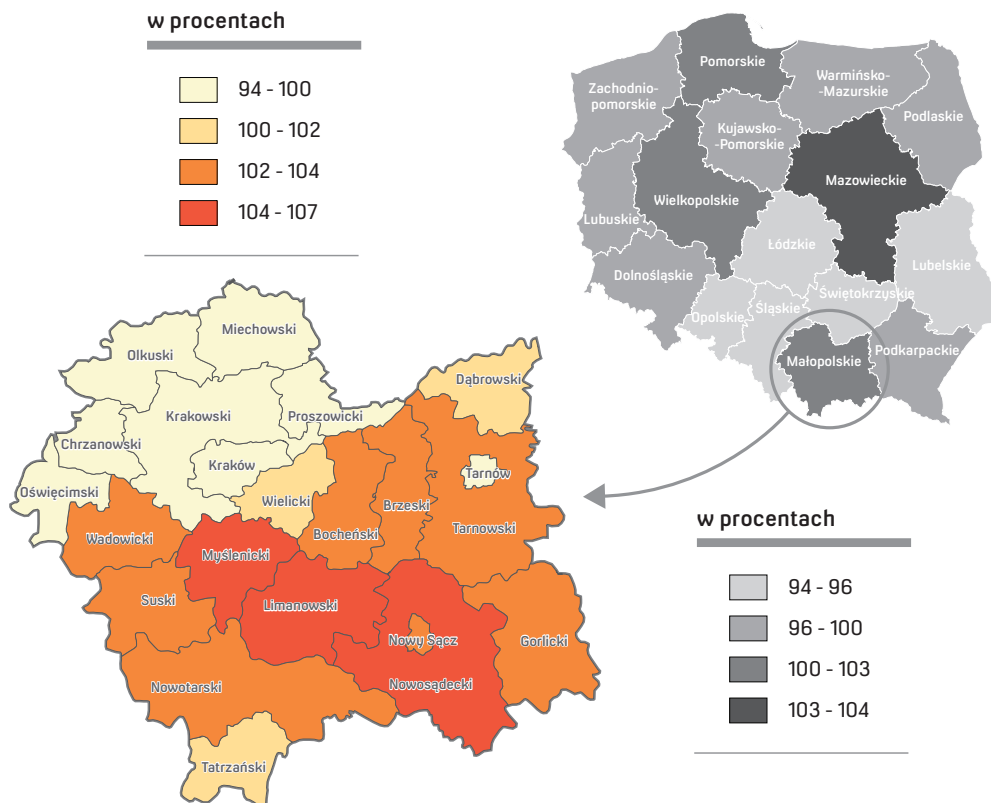 w procentach
94 - 100
100 - 102
102 - 104
104 - 107
Pomorskie
Zachodnio-
pomorskie
Warmińsko-
-Mazurskie
Podlaskie
Kujawsko-
-Pomorskie
Mazowieckie
Wielkopolskie
Lubuskie
Łódzkie
Lubelskie
Dolnośląskie
Świętokrzyskie
Opolskie
Śląskie
Małopolskie
Podkarpackie
Miechowski
Olkuski
Dąbrowski
Krakowski
Proszowicki
Chrzanowski
Kraków
Tarnów
Oświęcimski
Wielicki
Brzeski
Wadowicki
Bocheński
Tarnowski
Myślenicki
Suski
Limanowski
Nowy Sącz
Gorlicki
Nowotarski
Nowosądecki
Tatrzański
w procentach
94 - 96
96 - 100
100 - 103
103 - 104